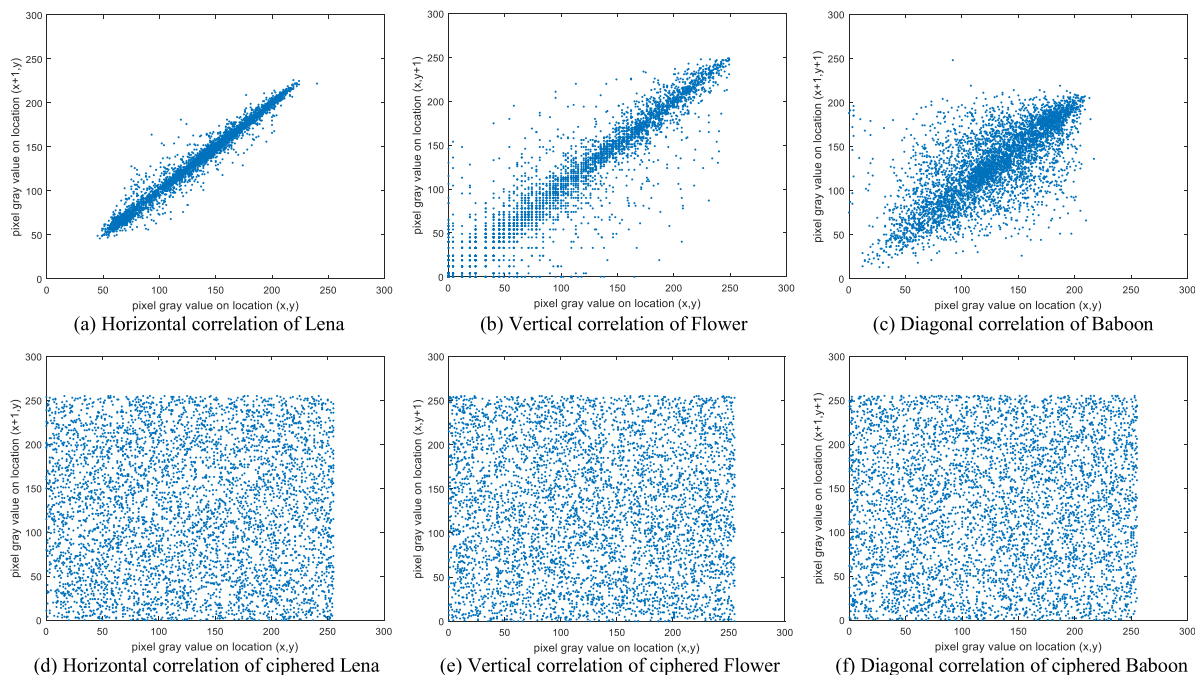 300
250
200
150
100
50
0
pixel gray value on location (x+1,y)
0 50 100 150 200 250 300
pixel gray value on location (x,y)
(a) Horizontal correlation of Lena
300
250
200
150
100
50
0
pixel gray value on location (x,y+1)
0 50 100 150 200 250 300
pixel gray value on location (x,y)
(b) Vertical correlation of Flower
300
250
200
150
100
50
0
pixel gray value on location (x+1,y+1)
0 50 100 150 200 250 300
pixel gray value on location (x,y)
(c) Diagonal correlation of Baboon
300
250
200
150
100
50
0
pixel gray value on location (x+1,y)
0 50 100 150 200 250 300
pixel gray value on location (x,y)
(d) Horizontal correlation of ciphered Lena
300
250
200
150
100
50
0
pixel gray value on location (x,y+1)
0 50 100 150 200 250 300
pixel gray value on location (x,y)
(e) Vertical correlation of ciphered Flower
300
250
200
150
100
50
0
pixel gray value on location (x+1,y+1)
0 50 100 150 200 250 300
pixel gray value on location (x,y)
(f) Diagonal correlation of ciphered Baboon